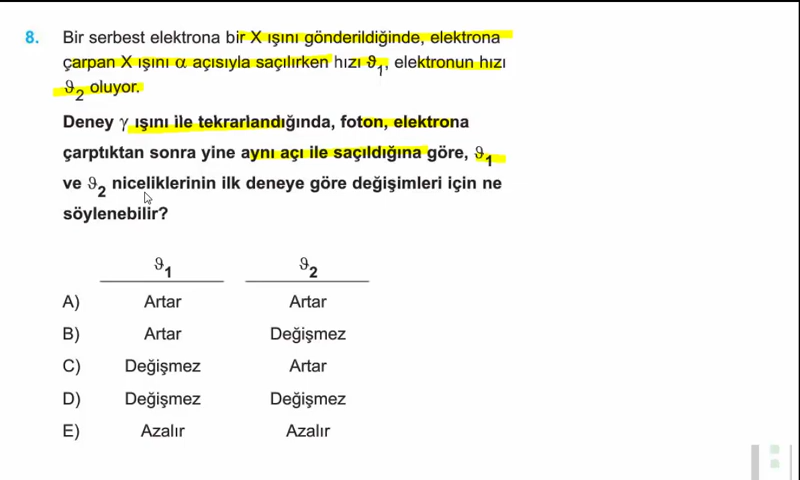 8. Bir serbest elektrona bir X ışını gönderildiğinde, elektrona
çarpan X ışını α açısıyla saçılırken hızı ϑ1, elektronun hızı
ϑ2 oluyor.
Deney γ ışını ile tekrarlandığında, foton, elektrona
çarptıktan sonra yine aynı açı ile saçıldığına göre, ϑ1
ve ϑ2 niceliklerinin ilk deneye göre değişimleri için ne
söylenebilir?
ϑ1 ϑ2
A) Artar Artar
B) Artar Değişmez
C) Değişmez Artar
D) Değişmez Değişmez
E) Azalır Azalır